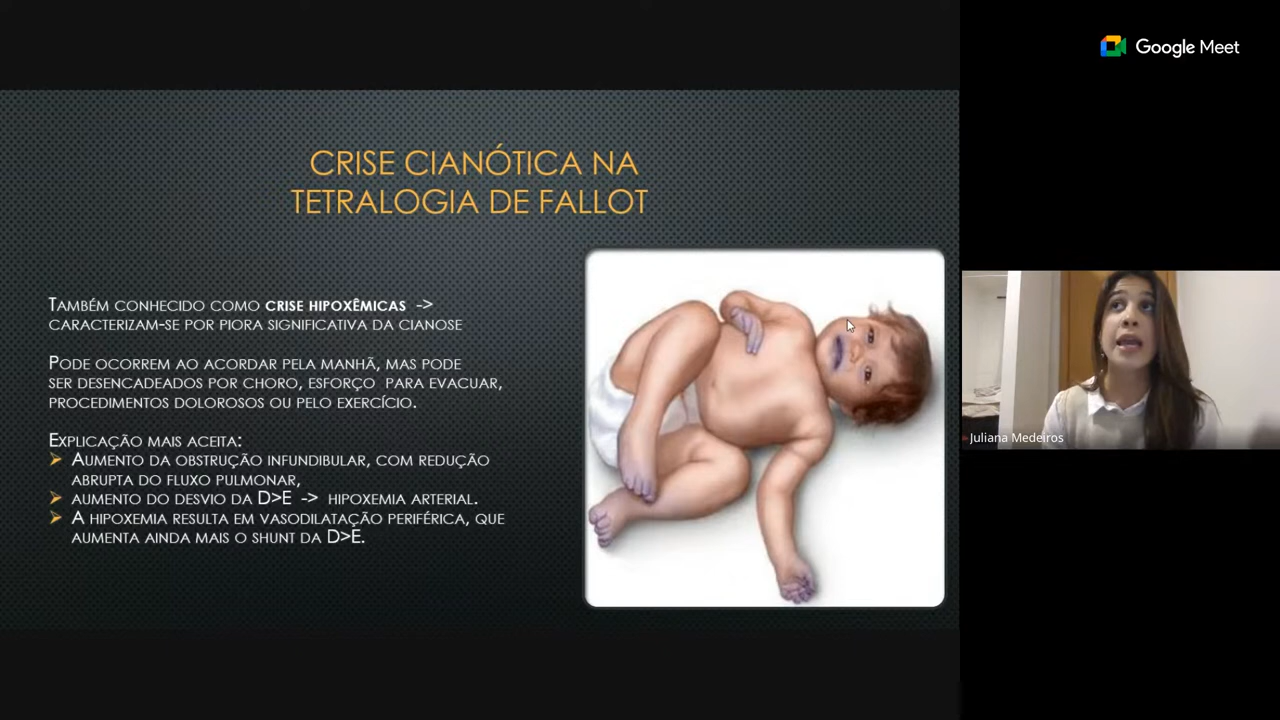 Google Meet
CRISE CIANÓTICA NA
TETRALOGIA DE FALLOT
TAMBÉM CONHECIDO COMO CRISE HIPOXÊMICAS ->
CARACTERIZAM-SE POR PIORA SIGNIFICATIVA DA CIANOSE
PODE OCORREM AO ACORDAR PELA MANHÃ, MAS PODE
SER DESENCADEADOS POR CHORO, ESFORÇO PARA EVACUAR,
PROCEDIMENTOS DOLOROSOS OU PELO EXERCÍCIO.
EXPLICAÇÃO MAIS ACEITA:
AUMENTO DA OBSTRUÇÃO INFUNDIBULAR, COM REDUÇÃO
ABRUPTA DO FLUXO PULMONAR,
AUMENTO DO DESVIO DA D>E -> HIPOXEMIA ARTERIAL.
A HIPOXEMIA RESULTA EM VASODILATAÇÃO PERIFÉRICA, QUE
AUMENTA AINDA MAIS O SHUNT DA D>E.
Juliana Medeiros